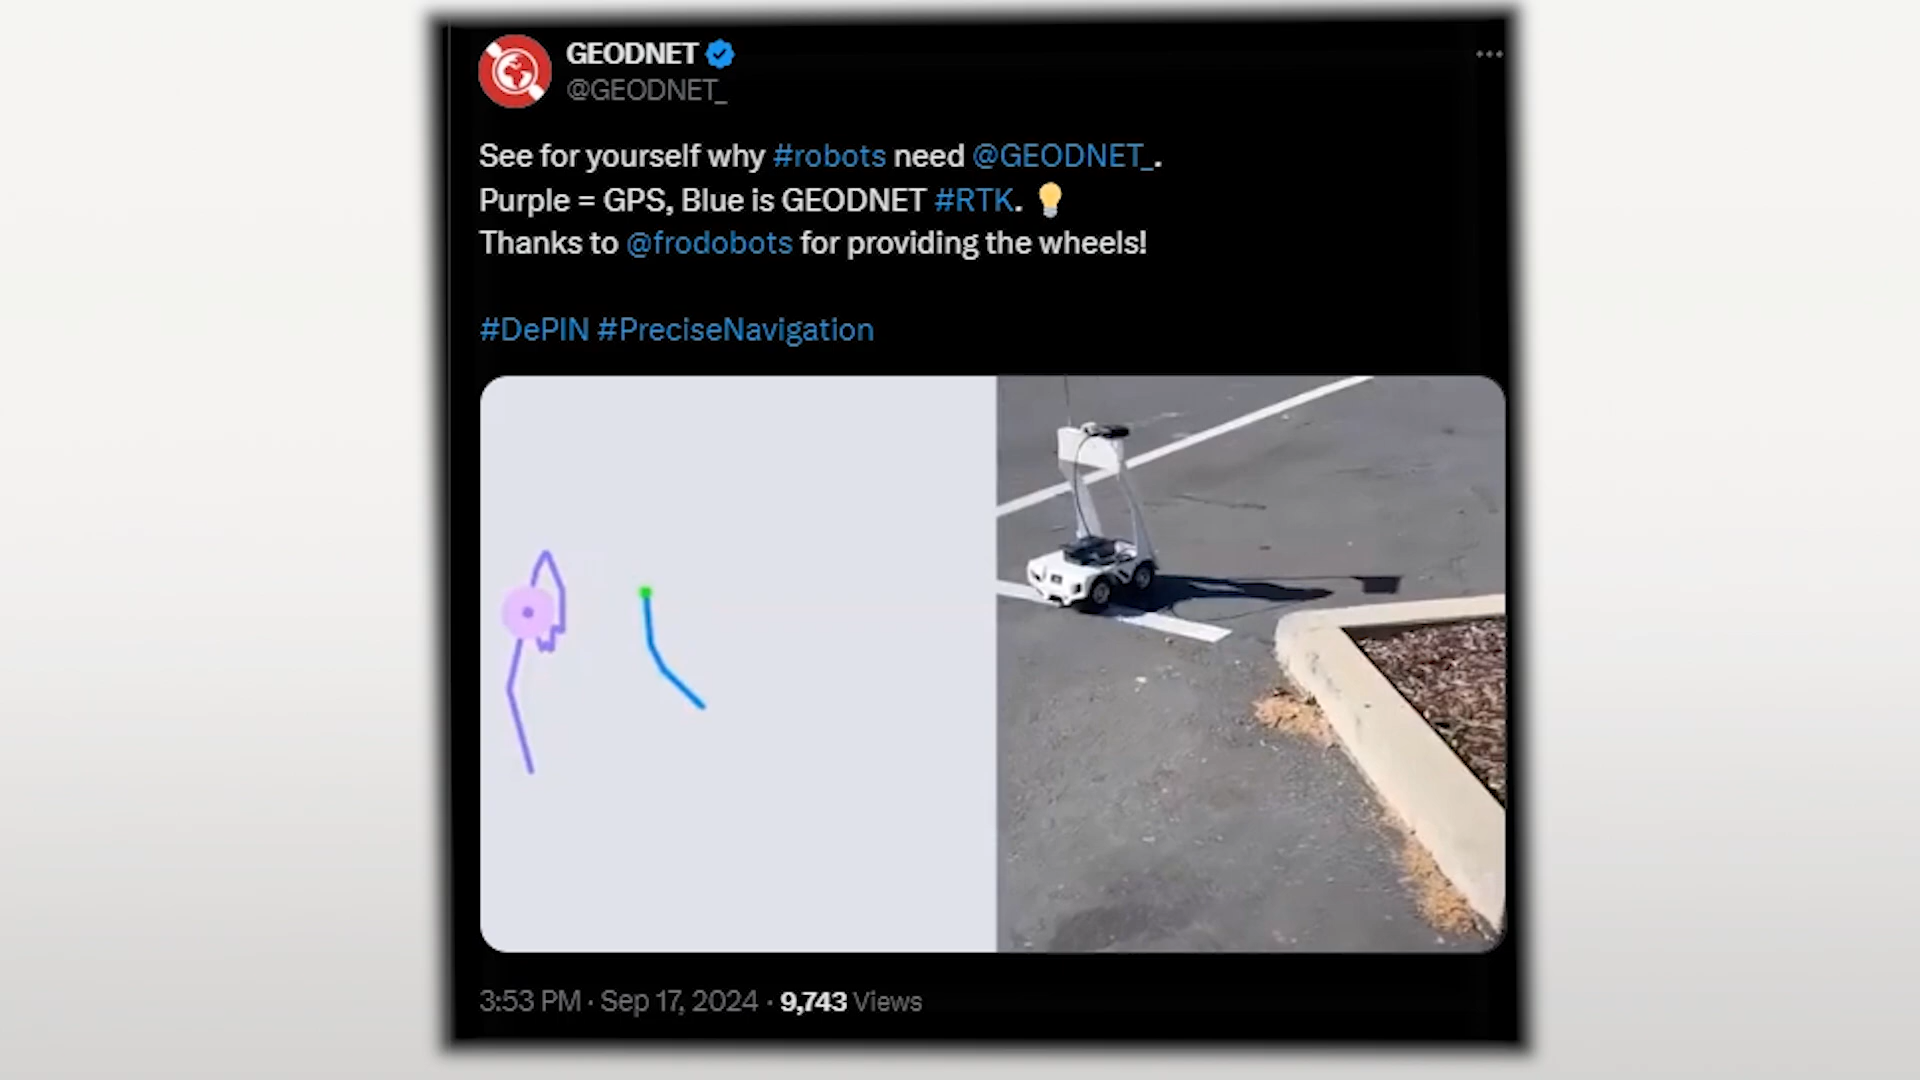 GEODNET
@GEODNET_
See for yourself why #robots need @GEODNET_.
Purple = GPS, Blue is GEODNET #RTK. 💡
Thanks to @frodobots for providing the wheels!
#DePIN #PreciseNavigation
3:53 PM · Sep 17, 2024 · 9,743 Views